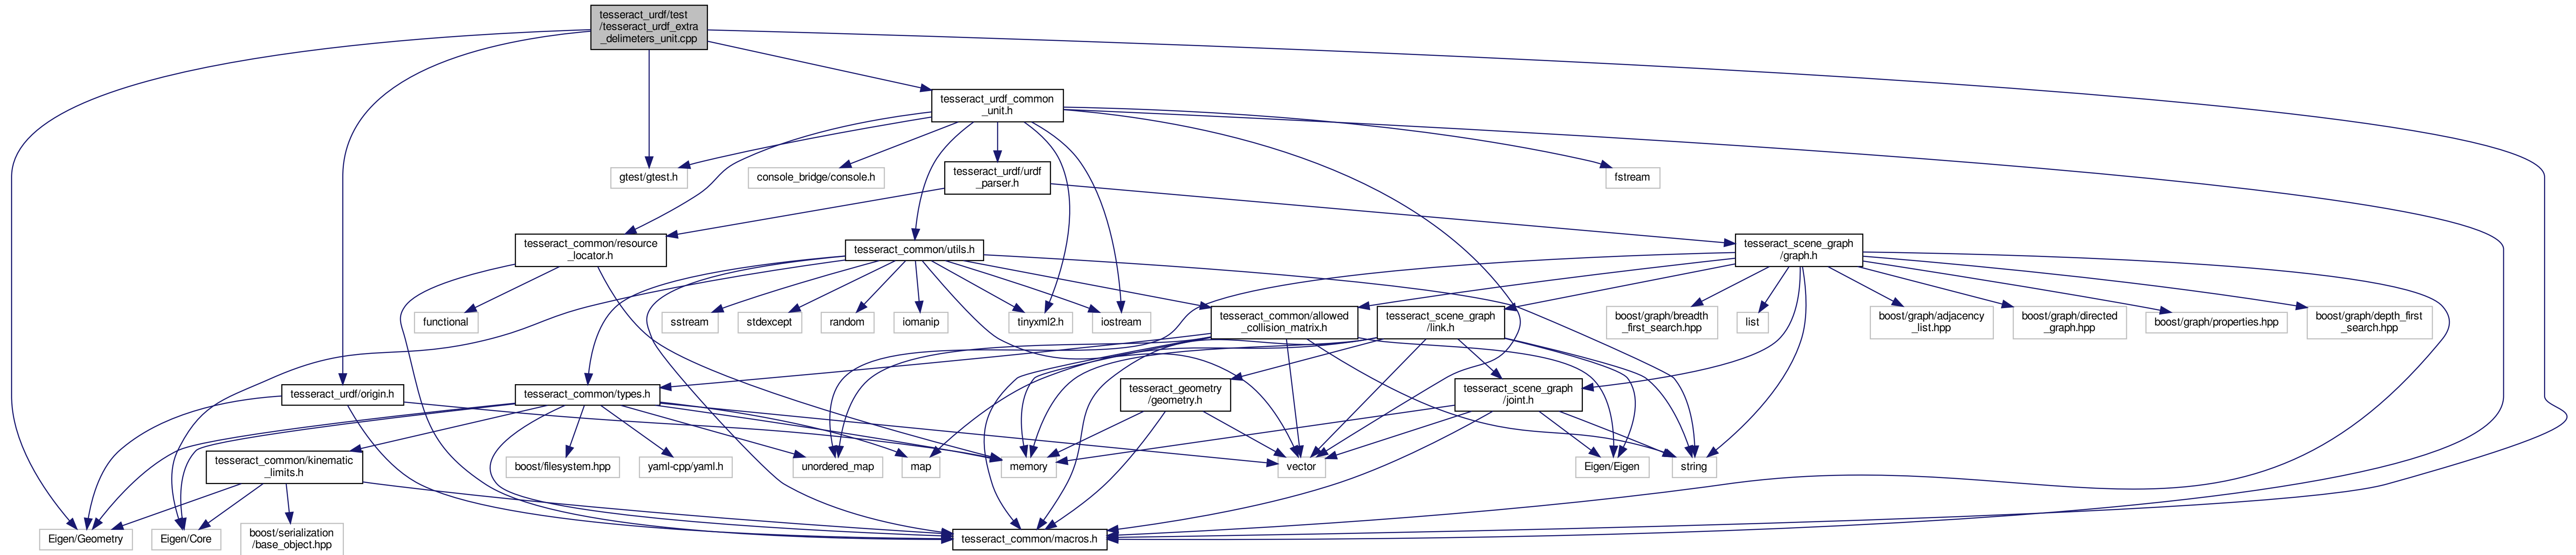 tesseract_urdf/test
/tesseract_urdf_extra
_delimeters_unit.cpp
tesseract_urdf_common
_unit.h
gtest/gtest.h
console_bridge/console.h
tesseract_urdf/urdf
_parser.h
fstream
tesseract_common/resource
_locator.h
tesseract_common/utils.h
tesseract_scene_graph
/graph.h
functional
sstream
stdexcept
random
iomanip
tinyxml2.h
iostream
tesseract_common/allowed
_collision_matrix.h
tesseract_scene_graph
/link.h
boost/graph/breadth
_first_search.hpp
list
boost/graph/adjacency
_list.hpp
boost/graph/directed
_graph.hpp
boost/graph/properties.hpp
boost/graph/depth_first
_search.hpp
tesseract_urdf/origin.h
tesseract_common/types.h
tesseract_geometry
/geometry.h
tesseract_scene_graph
/joint.h
tesseract_common/kinematic
_limits.h
boost/filesystem.hpp
yaml-cpp/yaml.h
unordered_map
map
memory
vector
Eigen/Eigen
string
Eigen/Geometry
Eigen/Core
boost/serialization
/base_object.hpp
tesseract_common/macros.h